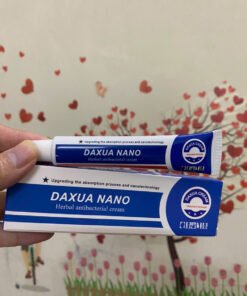 Upgrading the absorption process and nanotechnology
DAXUA NANO
Herbal antibacterial cream
Upgrading the absorption process and nanotechnology
DAXUA NANO
Herbal antibacterial cream